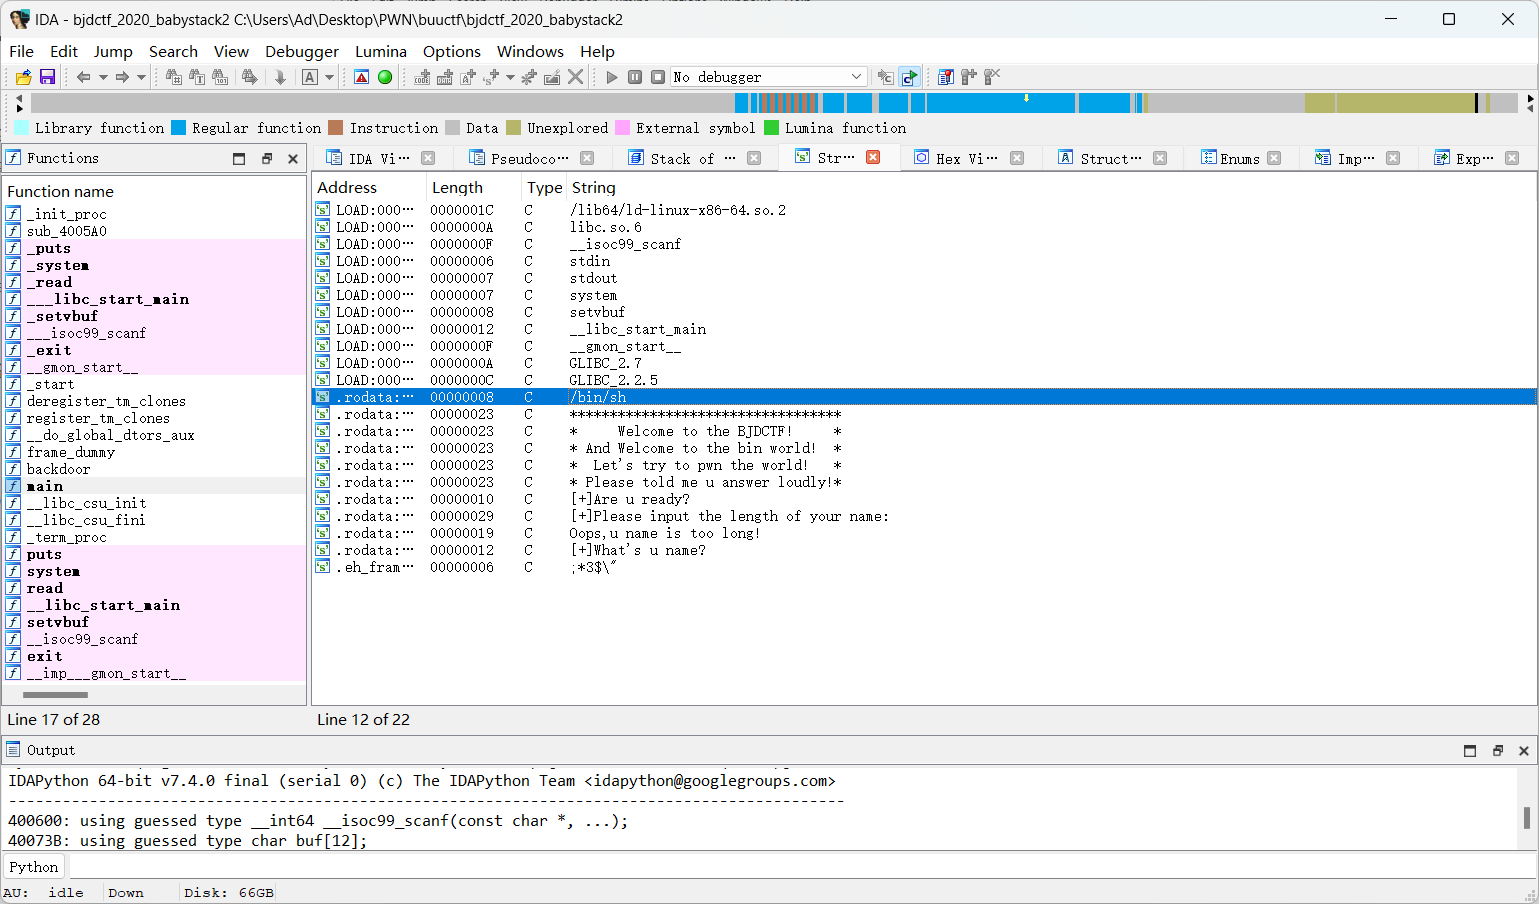 IDA - bjdctf_2020_babystack2 C:\Users\Ad\Desktop\PWN\buuctf\bjdctf_2020_babystack2
File Edit Jump Search View Debugger Lumina Options Windows Help
No debugger
Library function Regular function Instruction Data Unexplored External symbol Lumina function
Functions
IDA Vi··· Pseudoco··· Stack of ··· Str··· Hex Vi··· Struct··· Enums Imp··· Exp···
Function name
_init_proc
sub_4005A0
_puts
_system
_read
___libc_start_main
_setvbuf
___isoc99_scanf
_exit
__gmon_start__
_start
deregister_tm_clones
register_tm_clones
__do_global_dtors_aux
frame_dummy
backdoor
main
__libc_csu_init
__libc_csu_fini
_term_proc
puts
system
read
__libc_start_main
setvbuf
__isoc99_scanf
exit
__imp___gmon_start__
Line 17 of 28
Address Length Type String
LOAD:000··· 0000001C C /lib64/ld-linux-x86-64.so.2
LOAD:000··· 0000000A C libc.so.6
LOAD:000··· 0000000F C __isoc99_scanf
LOAD:000··· 00000006 C stdin
LOAD:000··· 00000007 C stdout
LOAD:000··· 00000007 C system
LOAD:000··· 00000008 C setvbuf
LOAD:000··· 00000012 C __libc_start_main
LOAD:000··· 0000000F C __gmon_start__
LOAD:000··· 0000000A C GLIBC_2.7
LOAD:000··· 0000000C C GLIBC_2.2.5
.rodata:··· 00000008 C /bin/sh
.rodata:··· 00000023 C **********************************
.rodata:··· 00000023 C *     Welcome to the BJDCTF!     *
.rodata:··· 00000023 C * And Welcome to the bin world!  *
.rodata:··· 00000023 C *  Let's try to pwn the world!   *
.rodata:··· 00000023 C * Please told me u answer loudly!*
.rodata:··· 00000010 C [+]Are u ready?
.rodata:··· 00000029 C [+]Please input the length of your name:
.rodata:··· 00000019 C Oops,u name is too long!
.rodata:··· 00000012 C [+]What's u name?
.eh_fram··· 00000006 C ;*3$\"
Line 12 of 22
Output
IDAPython 64-bit v7.4.0 final (serial 0) (c) The IDAPython Team <idapython@googlegroups.com>
---------------------------------------------------------------------------------------------
400600: using guessed type __int64 __isoc99_scanf(const char *, ...);
40073B: using guessed type char buf[12];
Python
AU: idle Down Disk: 66GB